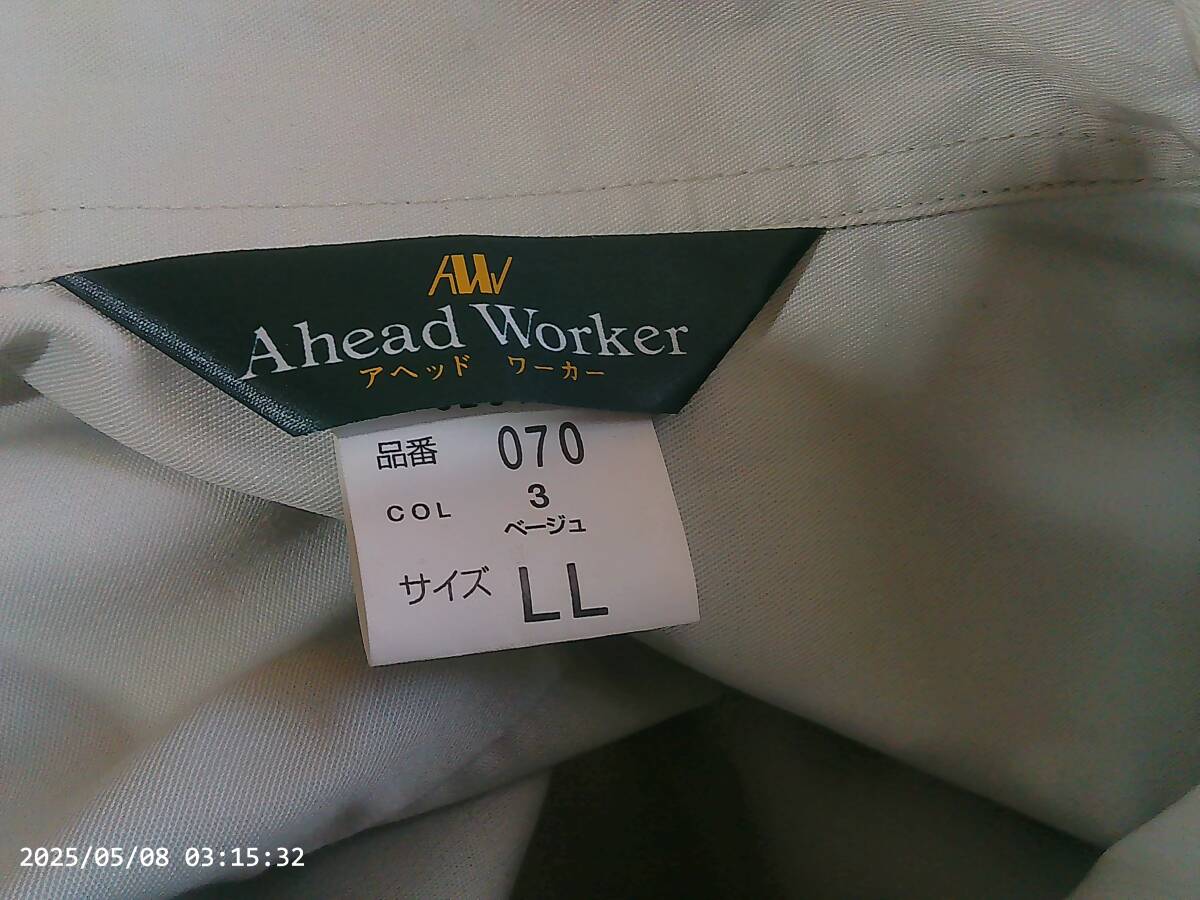 AWV
Ahead Worker
アヘッド ワーカー
品番 070
COL 3
ベージュ
サイズ LL
2025/05/08 03:15:32